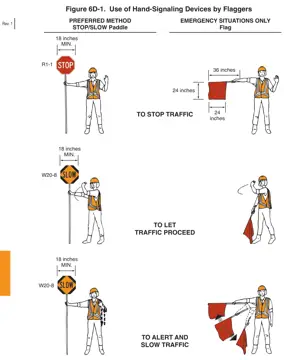 Figure 6D-1. Use of Hand-Signaling Devices by Flaggers
Rev. 1
PREFERRED METHOD
STOP/SLOW Paddle
EMERGENCY SITUATIONS ONLY
Flag
18 inches
MIN.
R1-1
STOP
36 inches
24 inches
24
inches
TO STOP TRAFFIC
18 inches
MIN.
W20-8
SLOW
TO LET
TRAFFIC PROCEED
18 inches
MIN.
W20-8
SLOW
TO ALERT AND
SLOW TRAFFIC